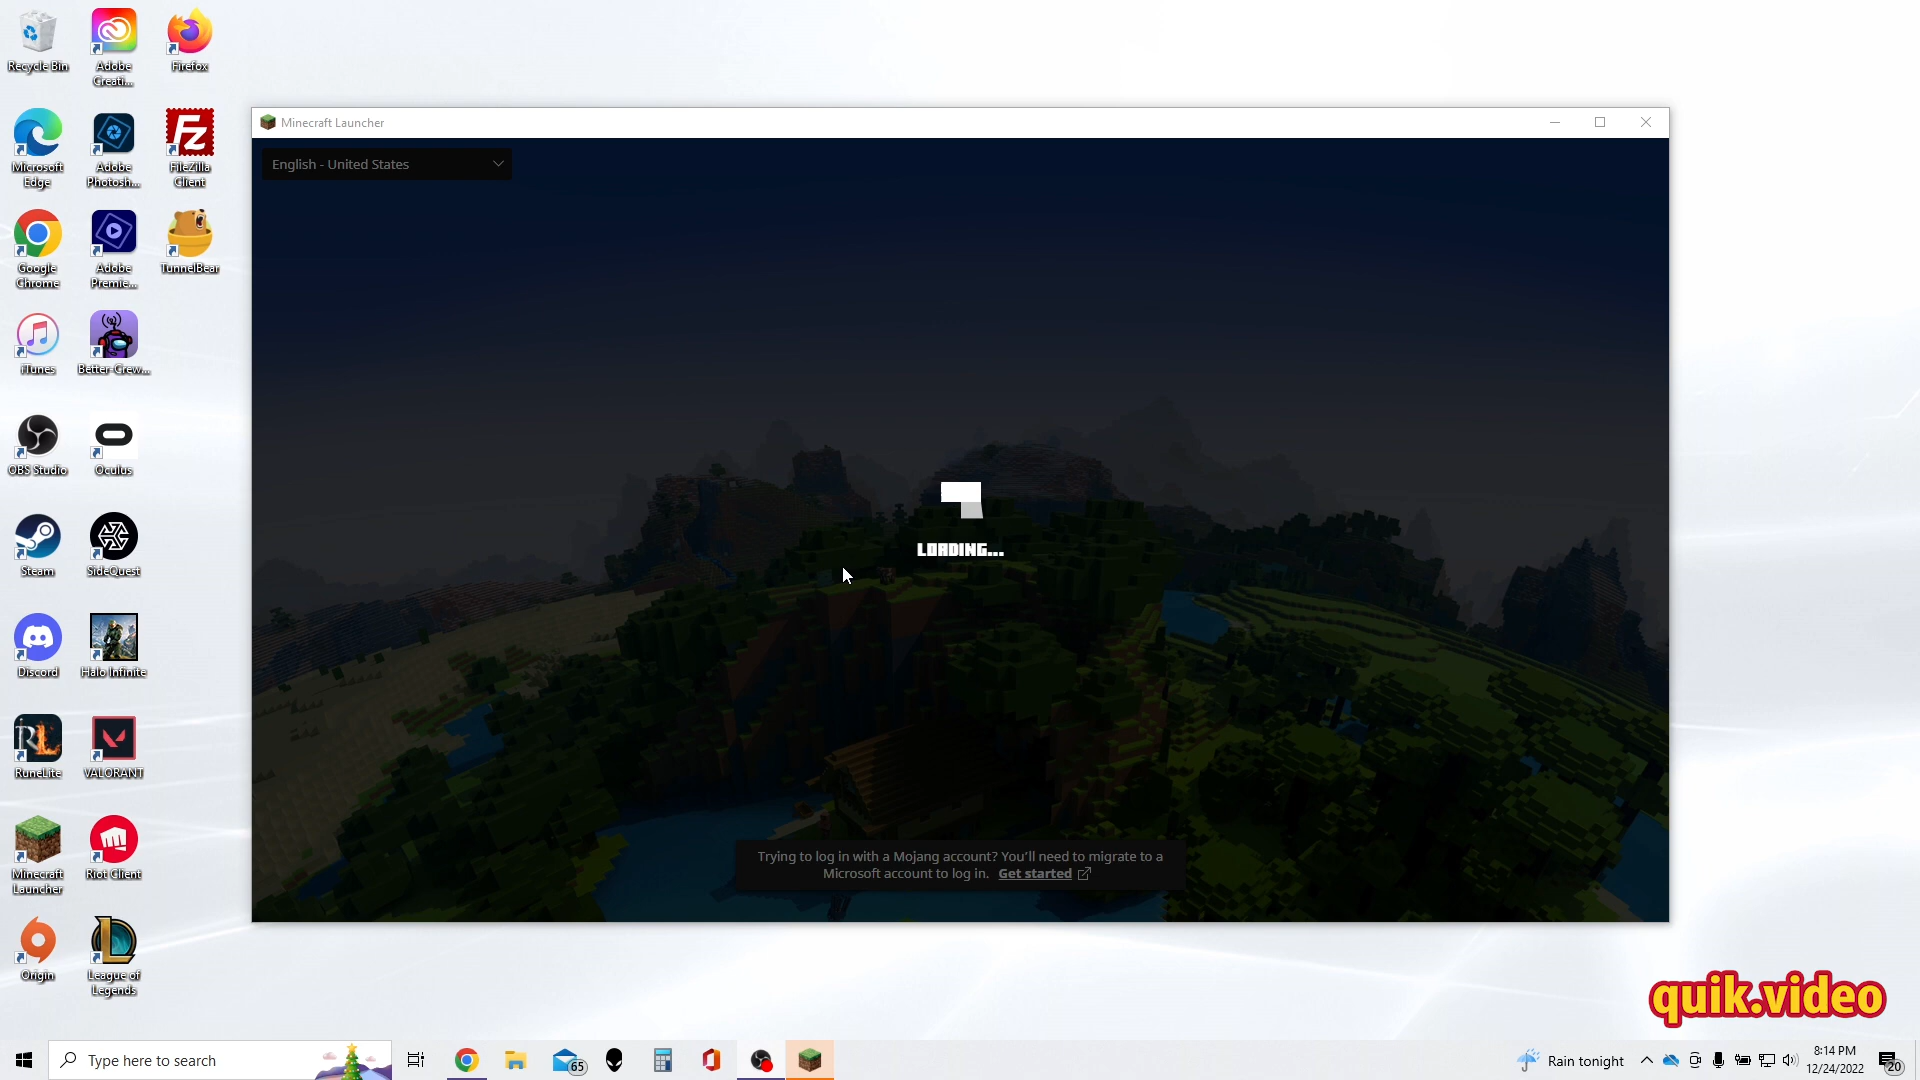 Recycle Bin
Adobe
Creati...
Firefox
Microsoft
Edge
Adobe
Photosh...
FileZilla
Client
Google
Chrome
Adobe
Premie...
TunnelBear
iTunes
Better-Crew...
OBS Studio
Oculus
Steam
SideQuest
Discord
Halo Infinite
RuneLite
VALORANT
Minecraft
Launcher
Riot Client
Origin
League of
Legends
Minecraft Launcher
English - United States
LOADING...
Trying to log in with a Mojang account? You'll need to migrate to a
Microsoft account to log in. Get started
quik.video
Type here to search
65
Rain tonight
8:14 PM
12/24/2022
20